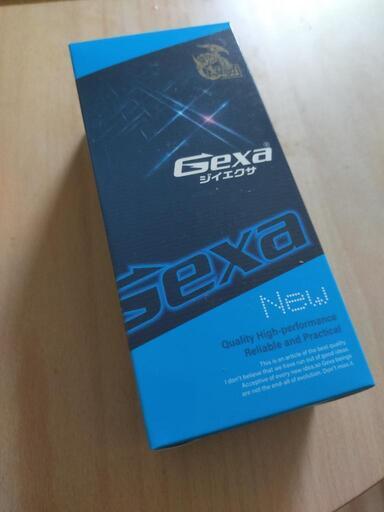 Gexa®
ジイエクサ
Gexa
New
Quality High-performance
Reliable and Practical
This is an article of the best quality.
I don't believe that we have run out of good ideas.
Acceptive of every new idea,so Gexa beings
are not the end-all of evolution. Don't miss it.